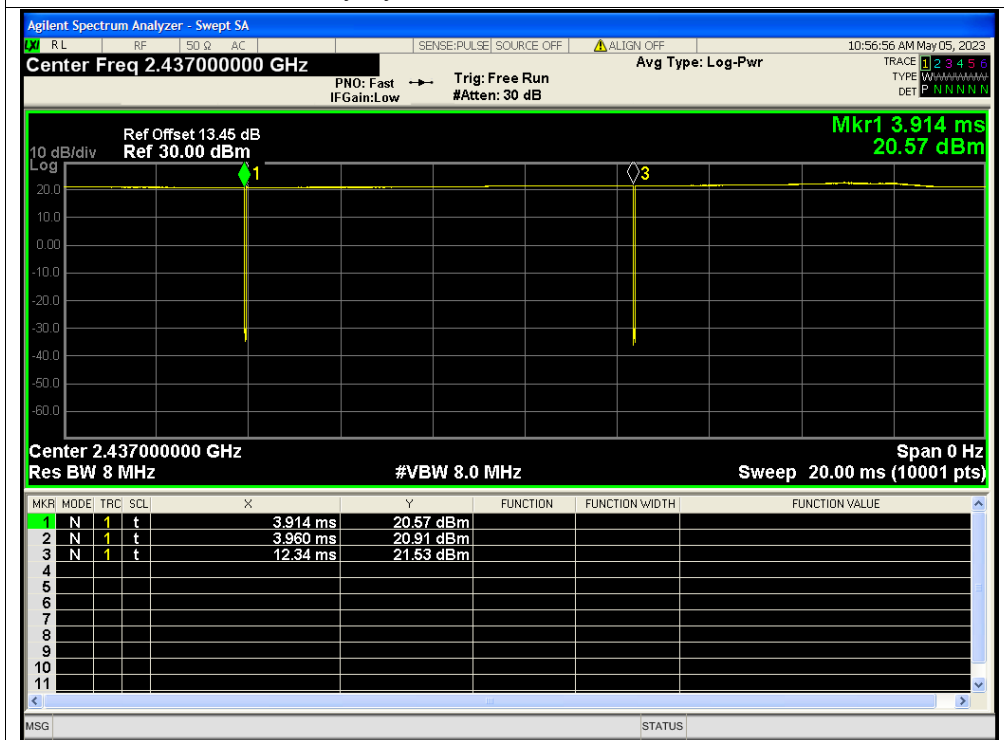 Agilent Spectrum Analyzer - Swept SA
LXI RL RF 50 Ω AC SENSE:PULSE SOURCE OFF ALIGN OFF 10:56:56 AM May 05, 2023
Center Freq 2.437000000 GHz
PNO: Fast
IFGain:Low
Trig: Free Run
#Atten: 30 dB
Avg Type: Log-Pwr
TRACE 1 2 3 4 5 6
TYPE WWWWWW
DET P N N N N N
Mkr1 3.914 ms
20.57 dBm
Ref Offset 13.45 dB
10 dB/div Ref 30.00 dBm
Log
1
3
20.0
10.0
0.00
-10.0
-20.0
-30.0
-40.0
-50.0
-60.0
Center 2.437000000 GHz Span 0 Hz
Res BW 8 MHz #VBW 8.0 MHz Sweep 20.00 ms (10001 pts)
MKR MODE TRC SCL X Y FUNCTION FUNCTION WIDTH FUNCTION VALUE
1 N 1 t 3.914 ms 20.57 dBm
2 N 1 t 3.960 ms 20.91 dBm
3 N 1 t 12.34 ms 21.53 dBm
4
5
6
7
8
9
10
11
MSG STATUS